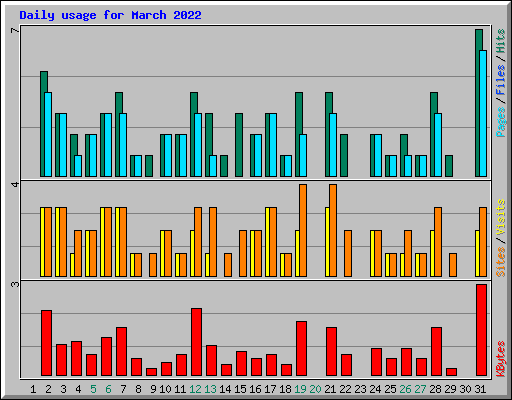 Daily usage for March 2022
7
Pages / Files / Hits
4
Sites / Visits
3
KBytes
1 2 3 4 5 6 7 8 9 10 11 12 13 14 15 16 17 18 19 20 21 22 23 24 25 26 27 28 29 30 31